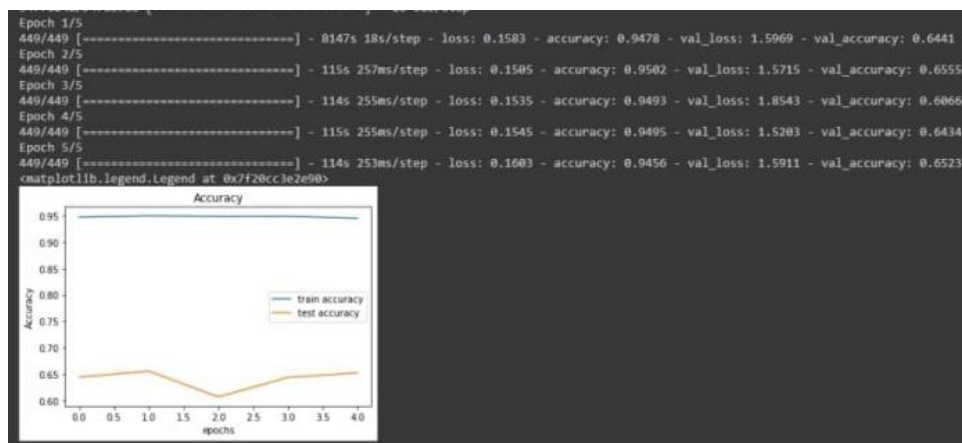 Epoch 1/5
449/449 [==============================] - 8147s 18s/step - loss: 0.1583 - accuracy: 0.9478 - val_loss: 1.5969 - val_accuracy: 0.6441
Epoch 2/5
449/449 [==============================] - 115s 257ms/step - loss: 0.1505 - accuracy: 0.9502 - val_loss: 1.5715 - val_accuracy: 0.6555
Epoch 3/5
449/449 [==============================] - 114s 255ms/step - loss: 0.1535 - accuracy: 0.9493 - val_loss: 1.8543 - val_accuracy: 0.6066
Epoch 4/5
449/449 [==============================] - 115s 255ms/step - loss: 0.1545 - accuracy: 0.9495 - val_loss: 1.5203 - val_accuracy: 0.6434
Epoch 5/5
449/449 [==============================] - 114s 253ms/step - loss: 0.1603 - accuracy: 0.9456 - val_loss: 1.5911 - val_accuracy: 0.6523
<matplotlib.legend.Legend at 0x7f20cc3e2e90>
Accuracy
0.95
0.90
0.85
0.80
0.75
0.70
0.65
0.60
Accuracy
train accuracy
test accuracy
0.0 0.5 1.0 1.5 2.0 2.5 3.0 3.5 4.0
epochs